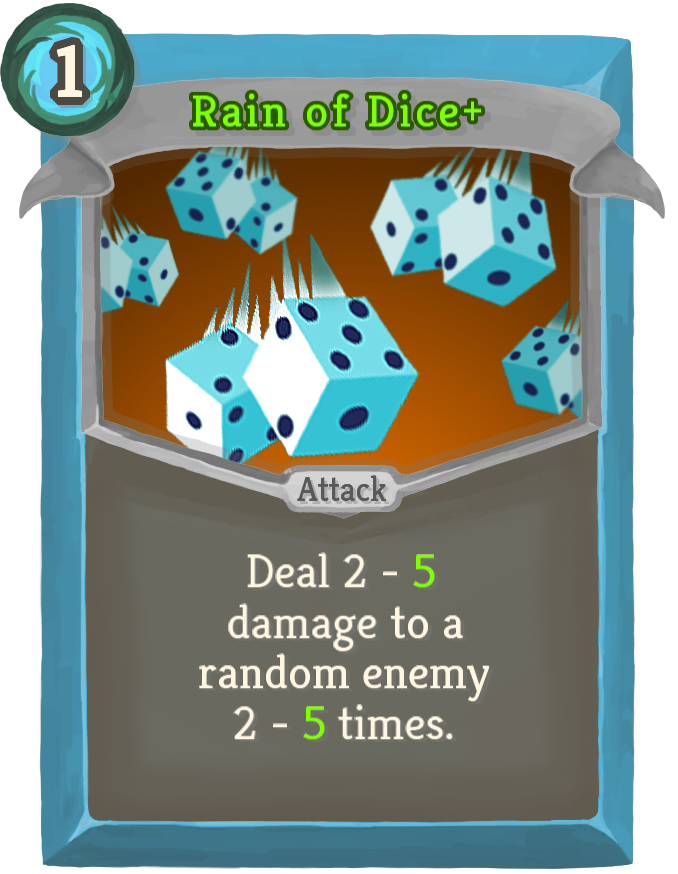 1
Rain of Dice+
Attack
Deal 2 - 5
damage to a
random enemy
2 - 5 times.